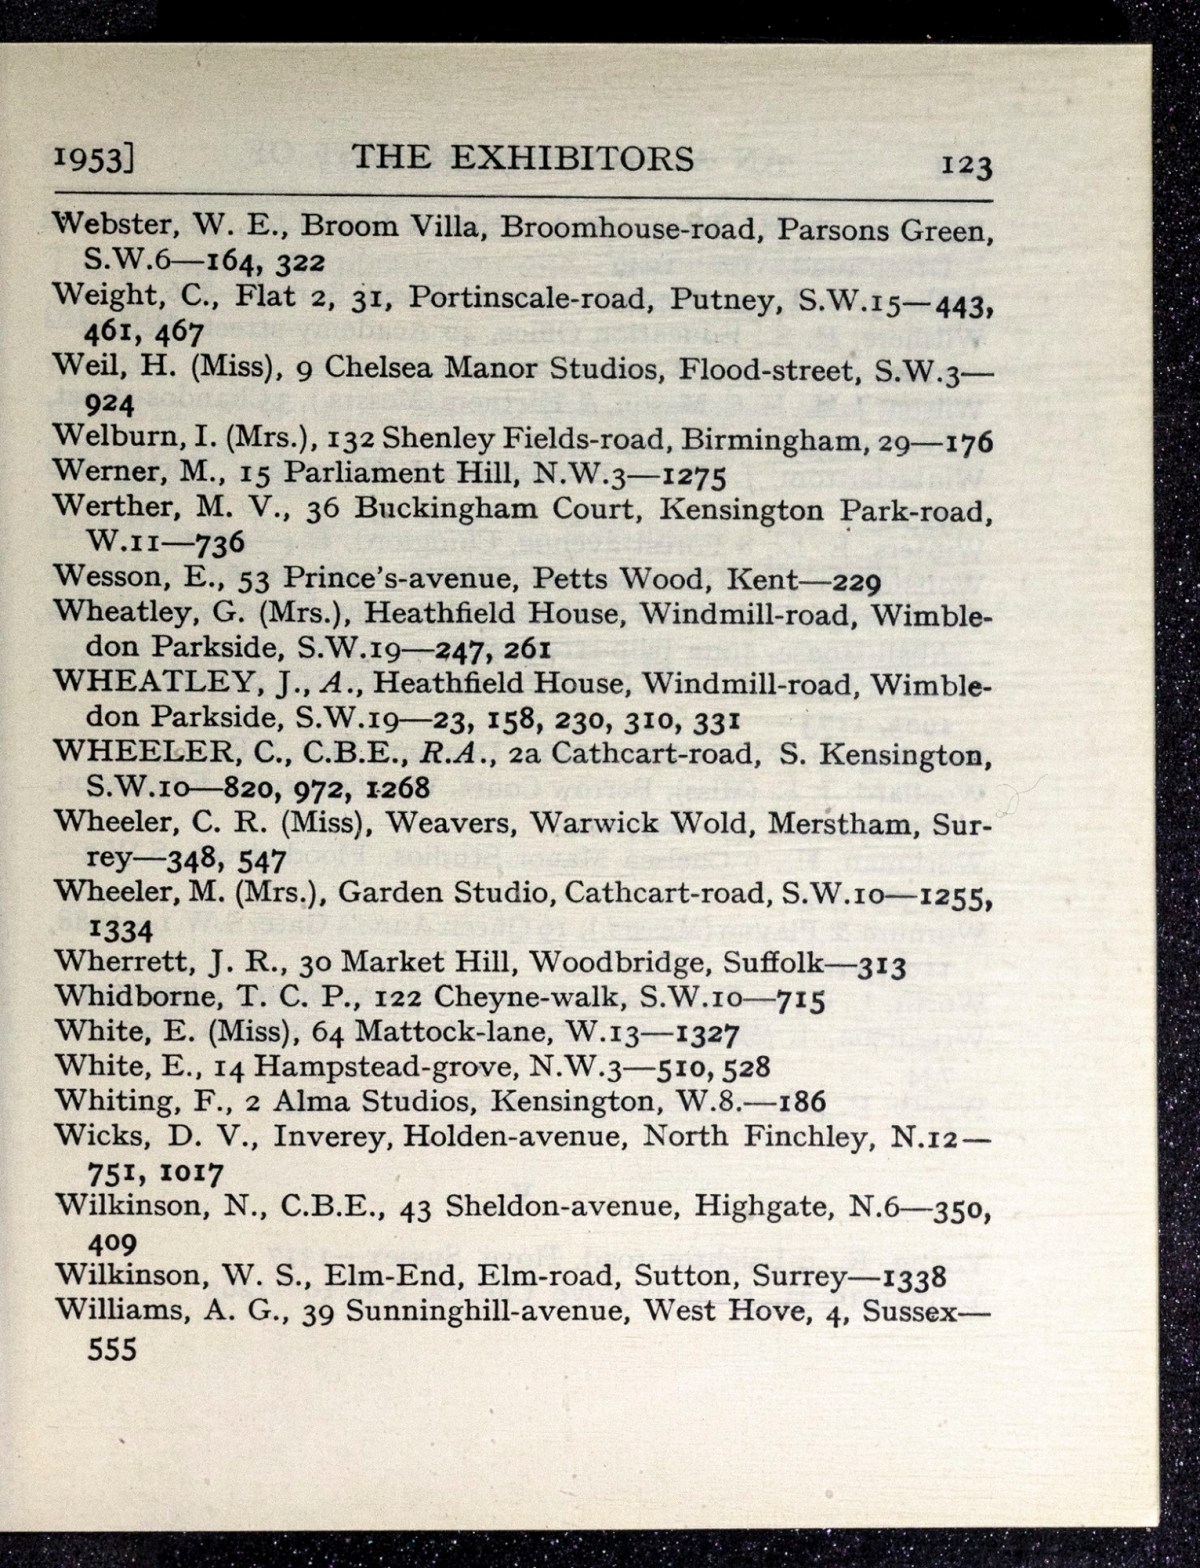 1953] THE EXHIBITORS 123
Webster, W. E., Broom Villa, Broomhouse-road, Parsons Green,
S.W.6—164, 322
Weight, C., Flat 2, 31, Portinscale-road, Putney, S.W.15—443,
461, 467
Weil, H. (Miss), 9 Chelsea Manor Studios, Flood-street, S.W.3—
924
Welburn, I. (Mrs.), 132 Shenley Fields-road, Birmingham, 29—176
Werner, M., 15 Parliament Hill, N.W.3—1275
Werther, M. V., 36 Buckingham Court, Kensington Park-road,
W.11—736
Wesson, E., 53 Prince's-avenue, Petts Wood, Kent—229
Wheatley, G. (Mrs.), Heathfield House, Windmill-road, Wimble-
don Parkside, S.W.19—247, 261
WHEATLEY, J., A., Heathfield House, Windmill-road, Wimble-
don Parkside, S.W.19—23, 158, 230, 310, 331
WHEELER, C., C.B.E., R.A., 2a Cathcart-road, S. Kensington,
S.W.10—820, 972, 1268
Wheeler, C. R. (Miss), Weavers, Warwick Wold, Merstham, Sur-
rey—348, 547
Wheeler, M. (Mrs.), Garden Studio, Cathcart-road, S.W.10—1255,
1334
Wherrett, J. R., 30 Market Hill, Woodbridge, Suffolk—313
Whidborne, T. C. P., 122 Cheyne-walk, S.W.10—715
White, E. (Miss), 64 Mattock-lane, W.13—1327
White, E., 14 Hampstead-grove, N.W.3—510, 528
Whiting, F., 2 Alma Studios, Kensington, W.8.—186
Wicks, D. V., Inverey, Holden-avenue, North Finchley, N.12—
751, 1017
Wilkinson, N., C.B.E., 43 Sheldon-avenue, Highgate, N.6—350,
409
Wilkinson, W. S., Elm-End, Elm-road, Sutton, Surrey—1338
Williams, A. G., 39 Sunninghill-avenue, West Hove, 4, Sussex—
555